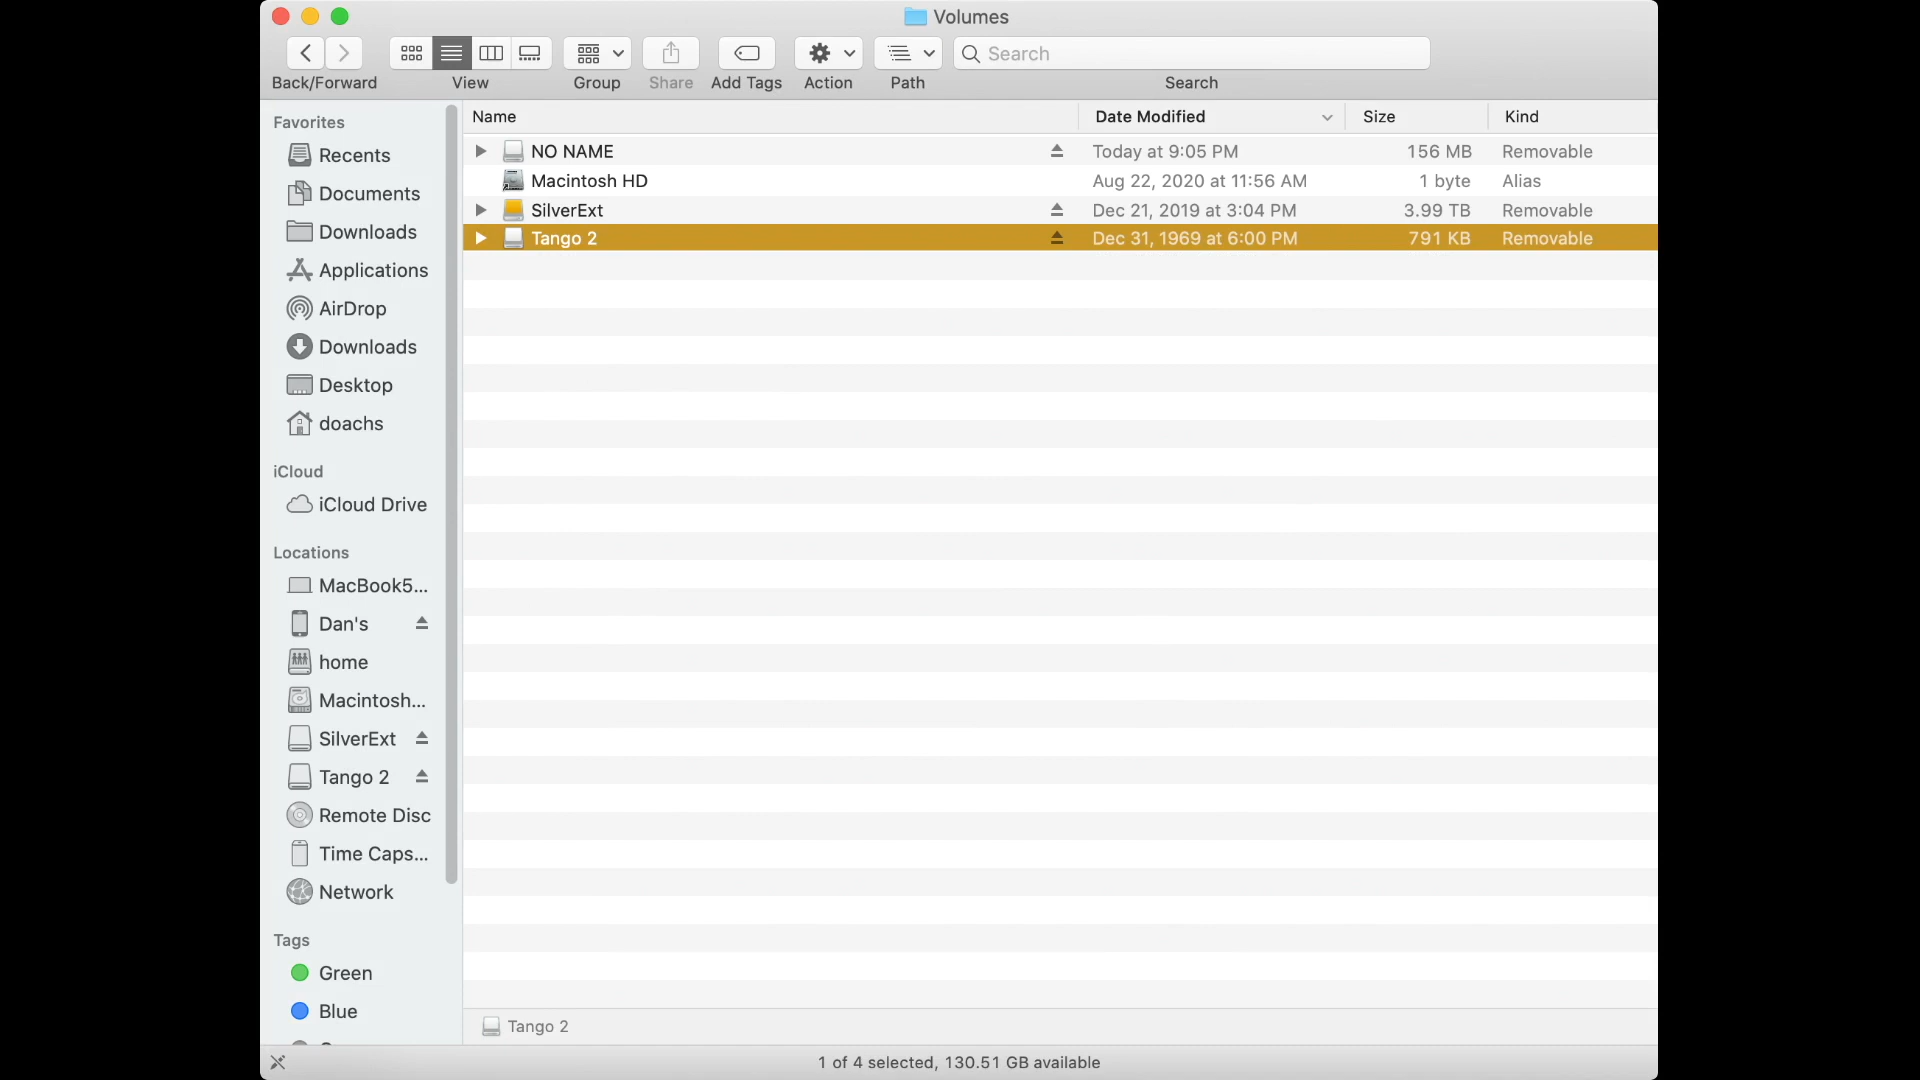 Volumes
Back/Forward
View
Group
Share
Add Tags
Action
Path
Search
Search
Favorites
Recents
Documents
Downloads
Applications
AirDrop
Downloads
Desktop
doachs
iCloud
iCloud Drive
Locations
MacBook5...
Dan's
home
Macintosh...
SilverExt
Tango 2
Remote Disc
Time Caps...
Network
Tags
Green
Blue
Name Date Modified Size Kind
NO NAME Today at 9:05 PM 156 MB Removable
Macintosh HD Aug 22, 2020 at 11:56 AM 1 byte Alias
SilverExt Dec 21, 2019 at 3:04 PM 3.99 TB Removable
Tango 2 Dec 31, 1969 at 6:00 PM 791 KB Removable
Tango 2
1 of 4 selected, 130.51 GB available